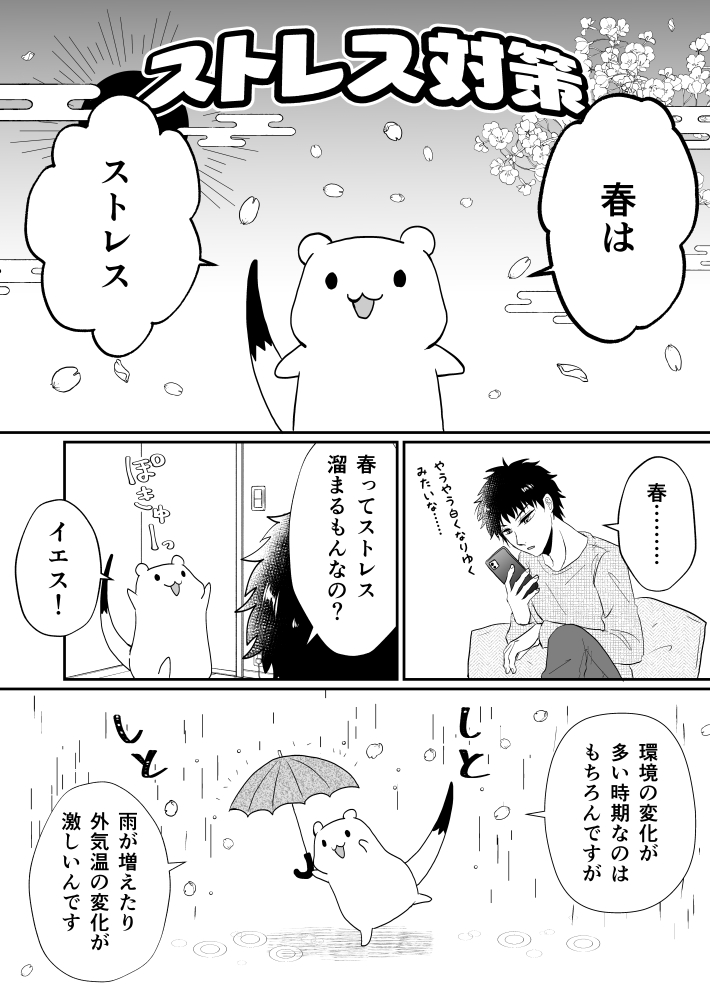 ストレス対策
春は
ストレス
春………
やうやう白くなりゆく
みたいな……
春ってストレス
溜まるもんなの？
ぽきゅーっ
イエス！
環境の変化が
多い時期なのは
もちろんですが
しと
しと
雨が増えたり
外気温の変化が
激しいんです